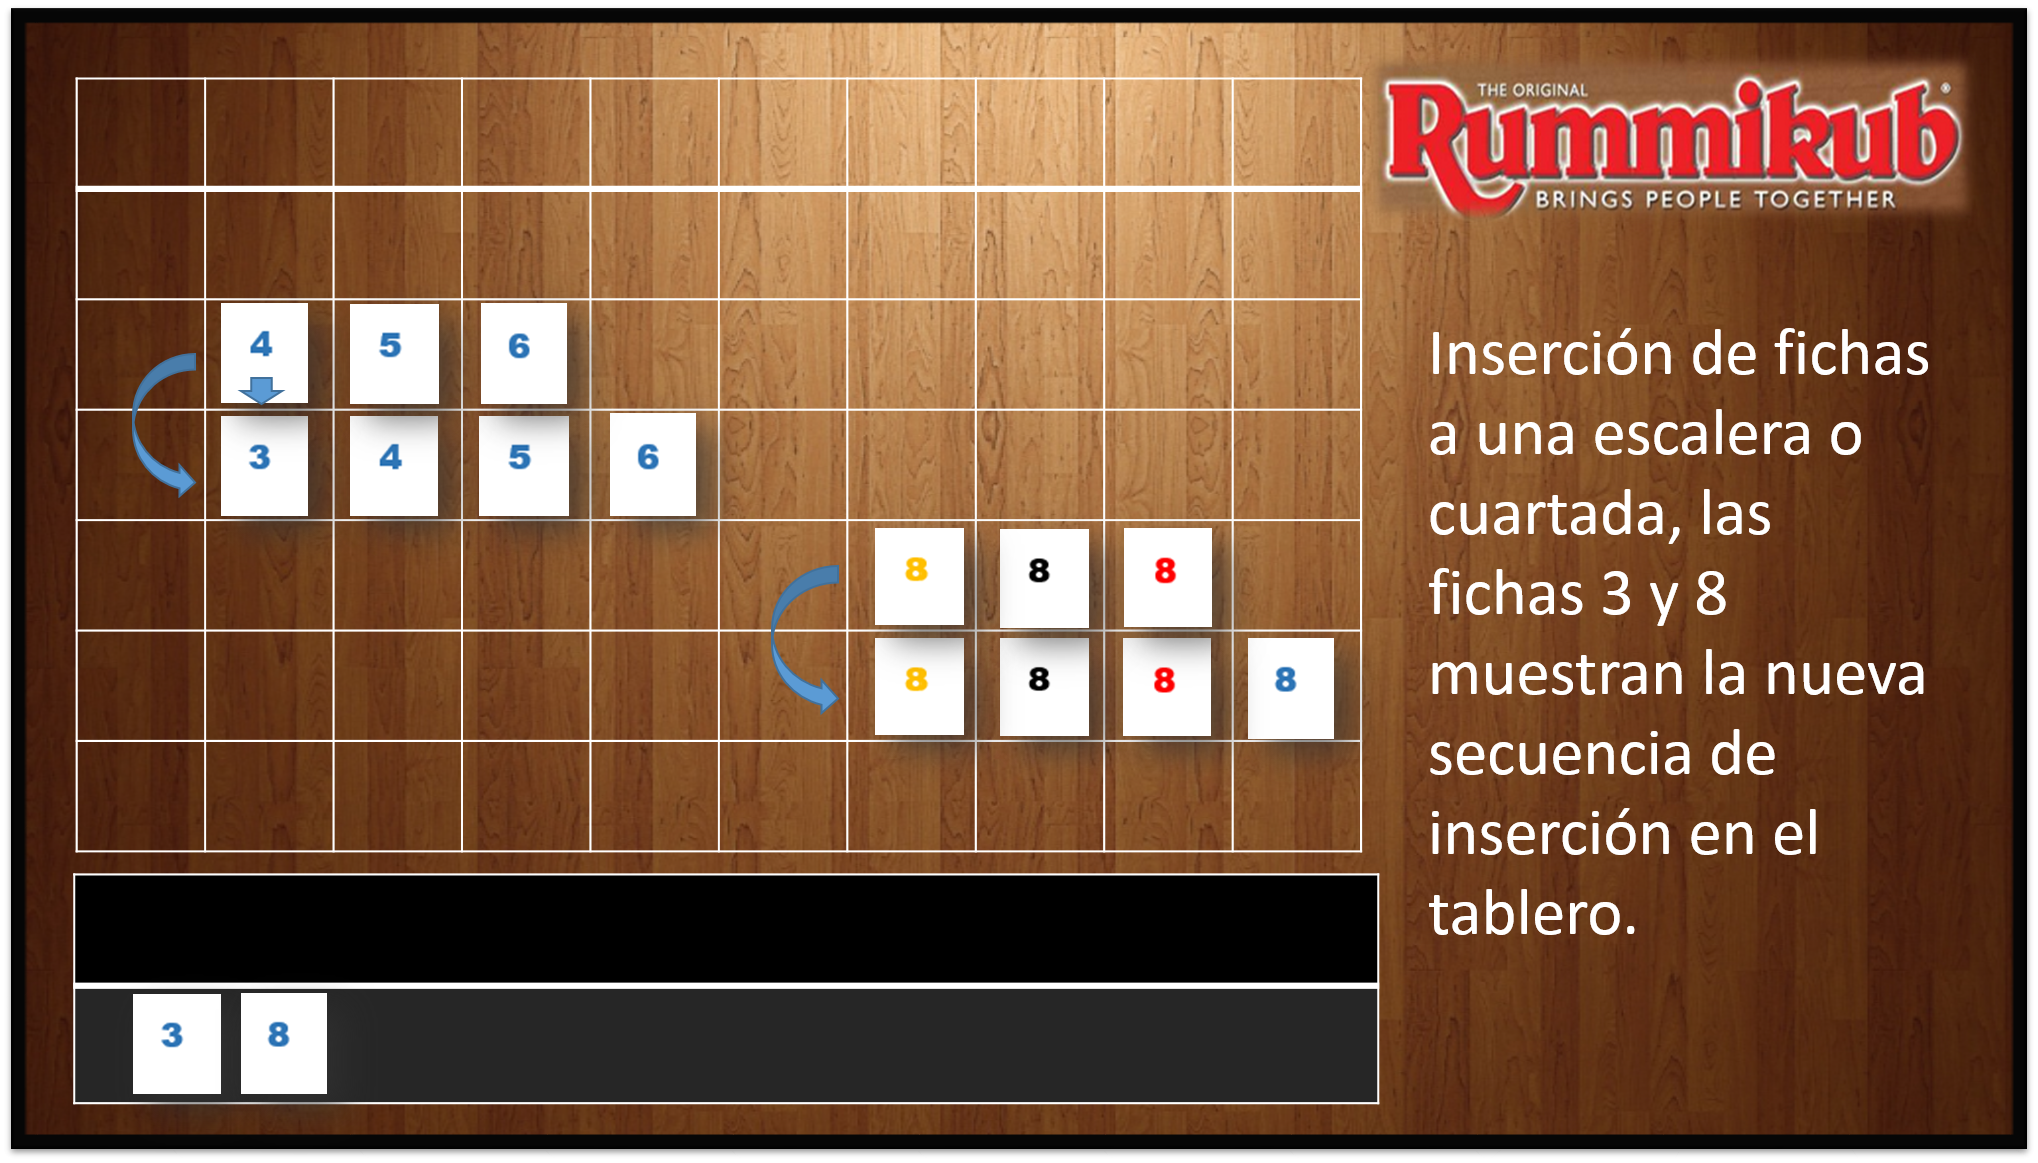 THE ORIGINAL
Rummikub®
BRINGS PEOPLE TOGETHER
4 5 6
3 4 5 6
8 8 8
8 8 8 8
3 8
Inserción de fichas
a una escalera o
cuartada, las
fichas 3 y 8
muestran la nueva
secuencia de
inserción en el
tablero.